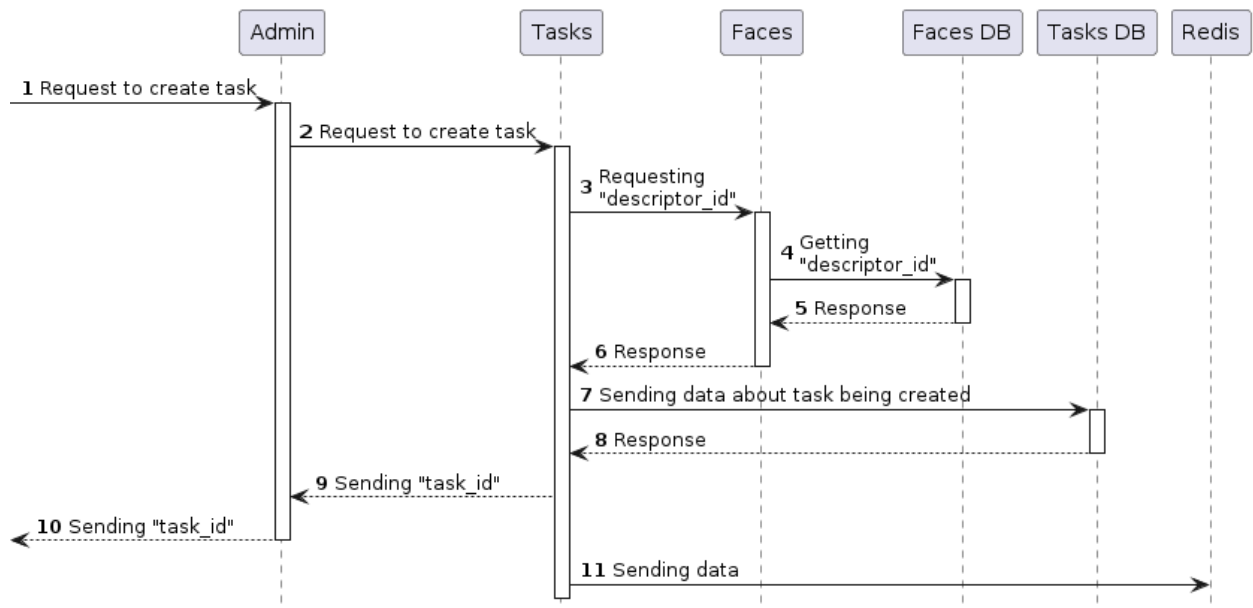 Admin
Tasks
Faces
Faces DB
Tasks DB
Redis
1 Request to create task
2 Request to create task
3 Requesting
"descriptor_id"
4 Getting
"descriptor_id"
5 Response
6 Response
7 Sending data about task being created
8 Response
9 Sending "task_id"
10 Sending "task_id"
11 Sending data